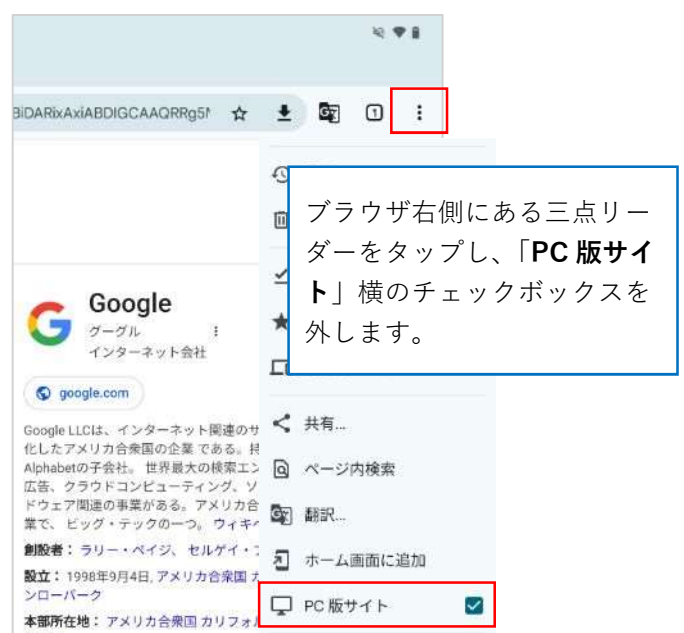 BiDARixAxiABDIGCAAQRRg5
1
ブラウザ右側にある三点リー
ダーをタップし、「PC 版サイ
ト」横のチェックボックスを
外します。
Google
グーグル
インターネット会社
google.com
Google LLCは、インターネット関連のサ
化したアメリカ合衆国の企業 である。持
Alphabetの子会社。 世界最大の検索エン
広告、クラウドコンピューティング、ソ
ドウェア関連の事業がある。アメリカ合
業で、 ビッグ・テックの一つ。 ウィキペ
創設者： ラリー・ペイジ、 セルゲイ・ブ
設立： 1998年9月4日, アメリカ合衆国 カ
ンローパーク
本部所在地： アメリカ合衆国 カリフォル
共有...
ページ内検索
翻訳...
ホーム画面に追加
PC 版サイト